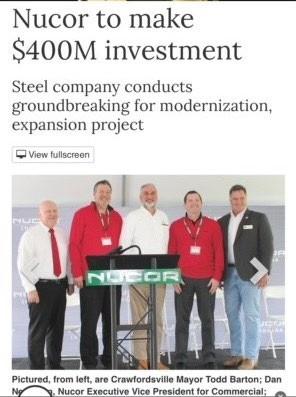 Nucor to make
$400M investment
Steel company conducts
groundbreaking for modernization,
expansion project
View fullscreen
NUCOR
NUCOR
Pictured, from left, are Crawfordsville Mayor Todd Barton; Dan
Nucor Executive Vice President for Commercial;